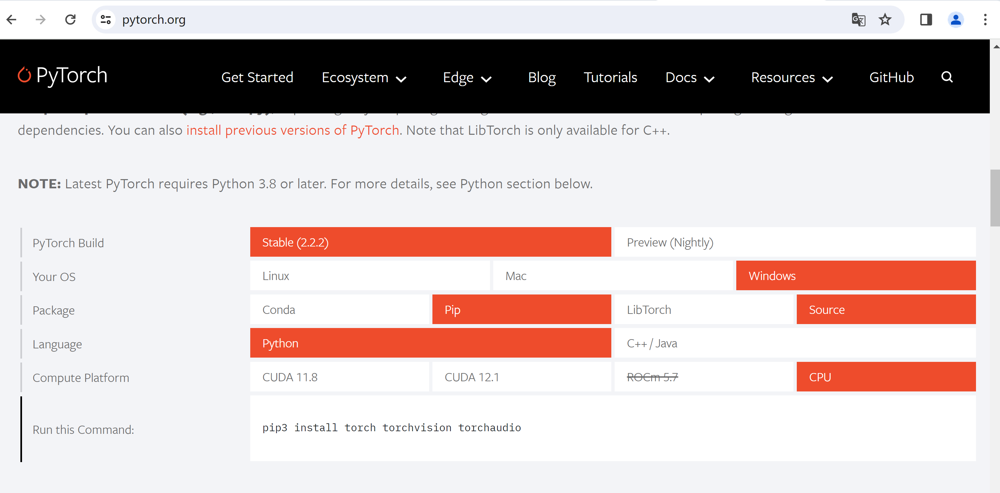 pytorch.org
PyTorch
Get Started Ecosystem Edge Blog Tutorials Docs Resources GitHub
dependencies. You can also install previous versions of PyTorch. Note that LibTorch is only available for C++.
NOTE: Latest PyTorch requires Python 3.8 or later. For more details, see Python section below.
PyTorch Build Stable (2.2.2) Preview (Nightly)
Your OS Linux Mac Windows
Package Conda Pip LibTorch Source
Language Python C++ / Java
Compute Platform CUDA 11.8 CUDA 12.1 ROCm 5.7 CPU
Run this Command: pip3 install torch torchvision torchaudio